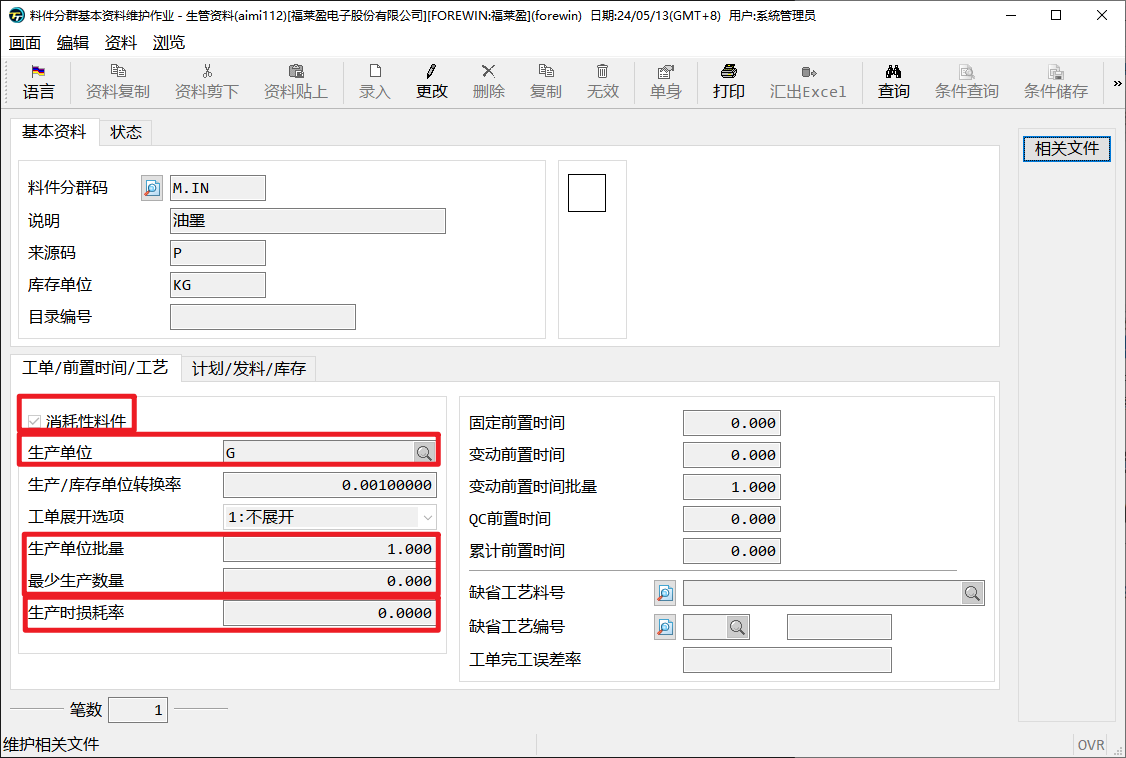 料件分群基本资料维护作业 - 生管资料(aimi112)[福莱盈电子股份有限公司][FOREWIN:福莱盈](forewin) 日期:24/05/13(GMT+8) 用户:系統管理员
画面 编辑 资料 浏览
语言 资料复制 资料剪下 资料贴上 录入 更改 删除 复制 无效 单身 打印 汇出Excel 查询 条件查询 条件储存 »
基本资料 状态
相关文件
料件分群码 M.IN
说明 油墨
来源码 P
库存单位 KG
目录编号
工单/前置时间/工艺 计划/发料/库存
消耗性料件
生产单位 G
生产/库存单位转换率 0.00100000
工单展开选项 1:不展开
生产单位批量 1.000
最少生产数量 0.000
生产时损耗率 0.0000
固定前置时间 0.000
变动前置时间 0.000
变动前置时间批量 1.000
QC前置时间 0.000
累计前置时间 0.000
缺省工艺料号
缺省工艺编号
工单完工误差率
笔数 1
维护相关文件 OVR